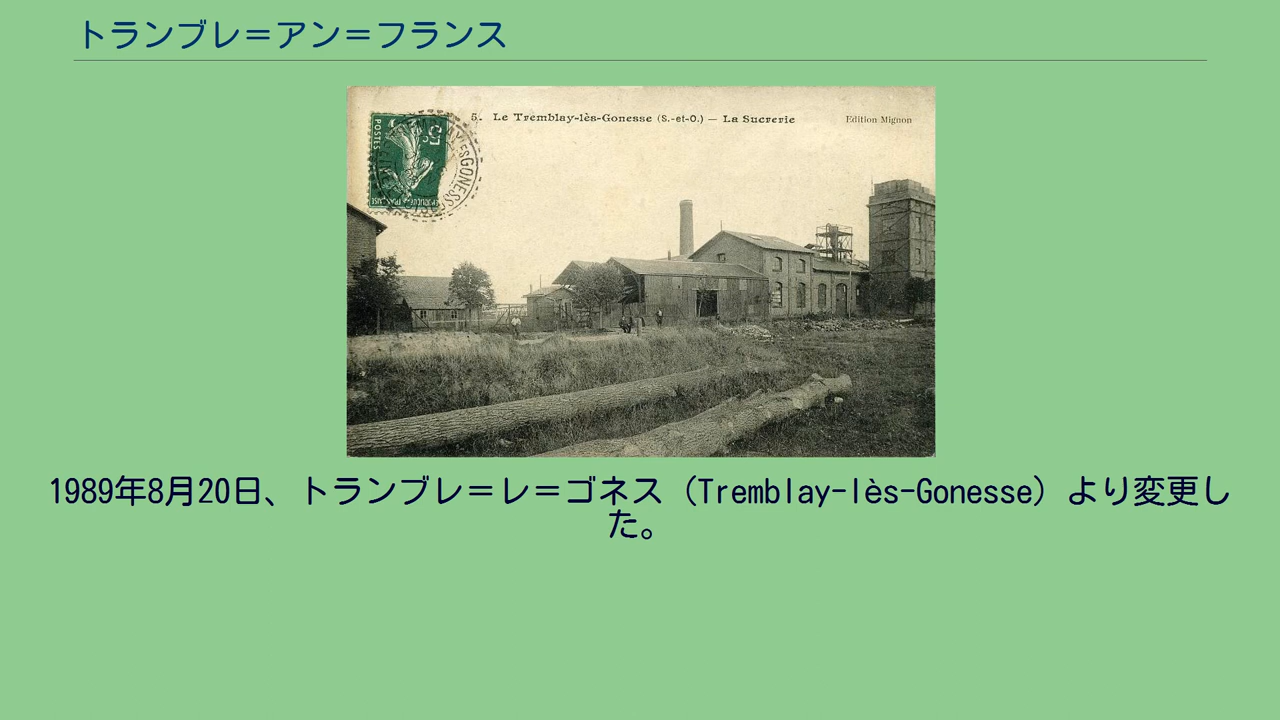 トランブレ＝アン＝フランス
5. Le Tremblay-lès-Gonesse (S.-et-O.) — La Sucrerie
Edition Mignon
POSTES
GONESSE
1989年8月20日、トランブレ＝レ＝ゴネス（Tremblay-lès-Gonesse）より変更し
た。